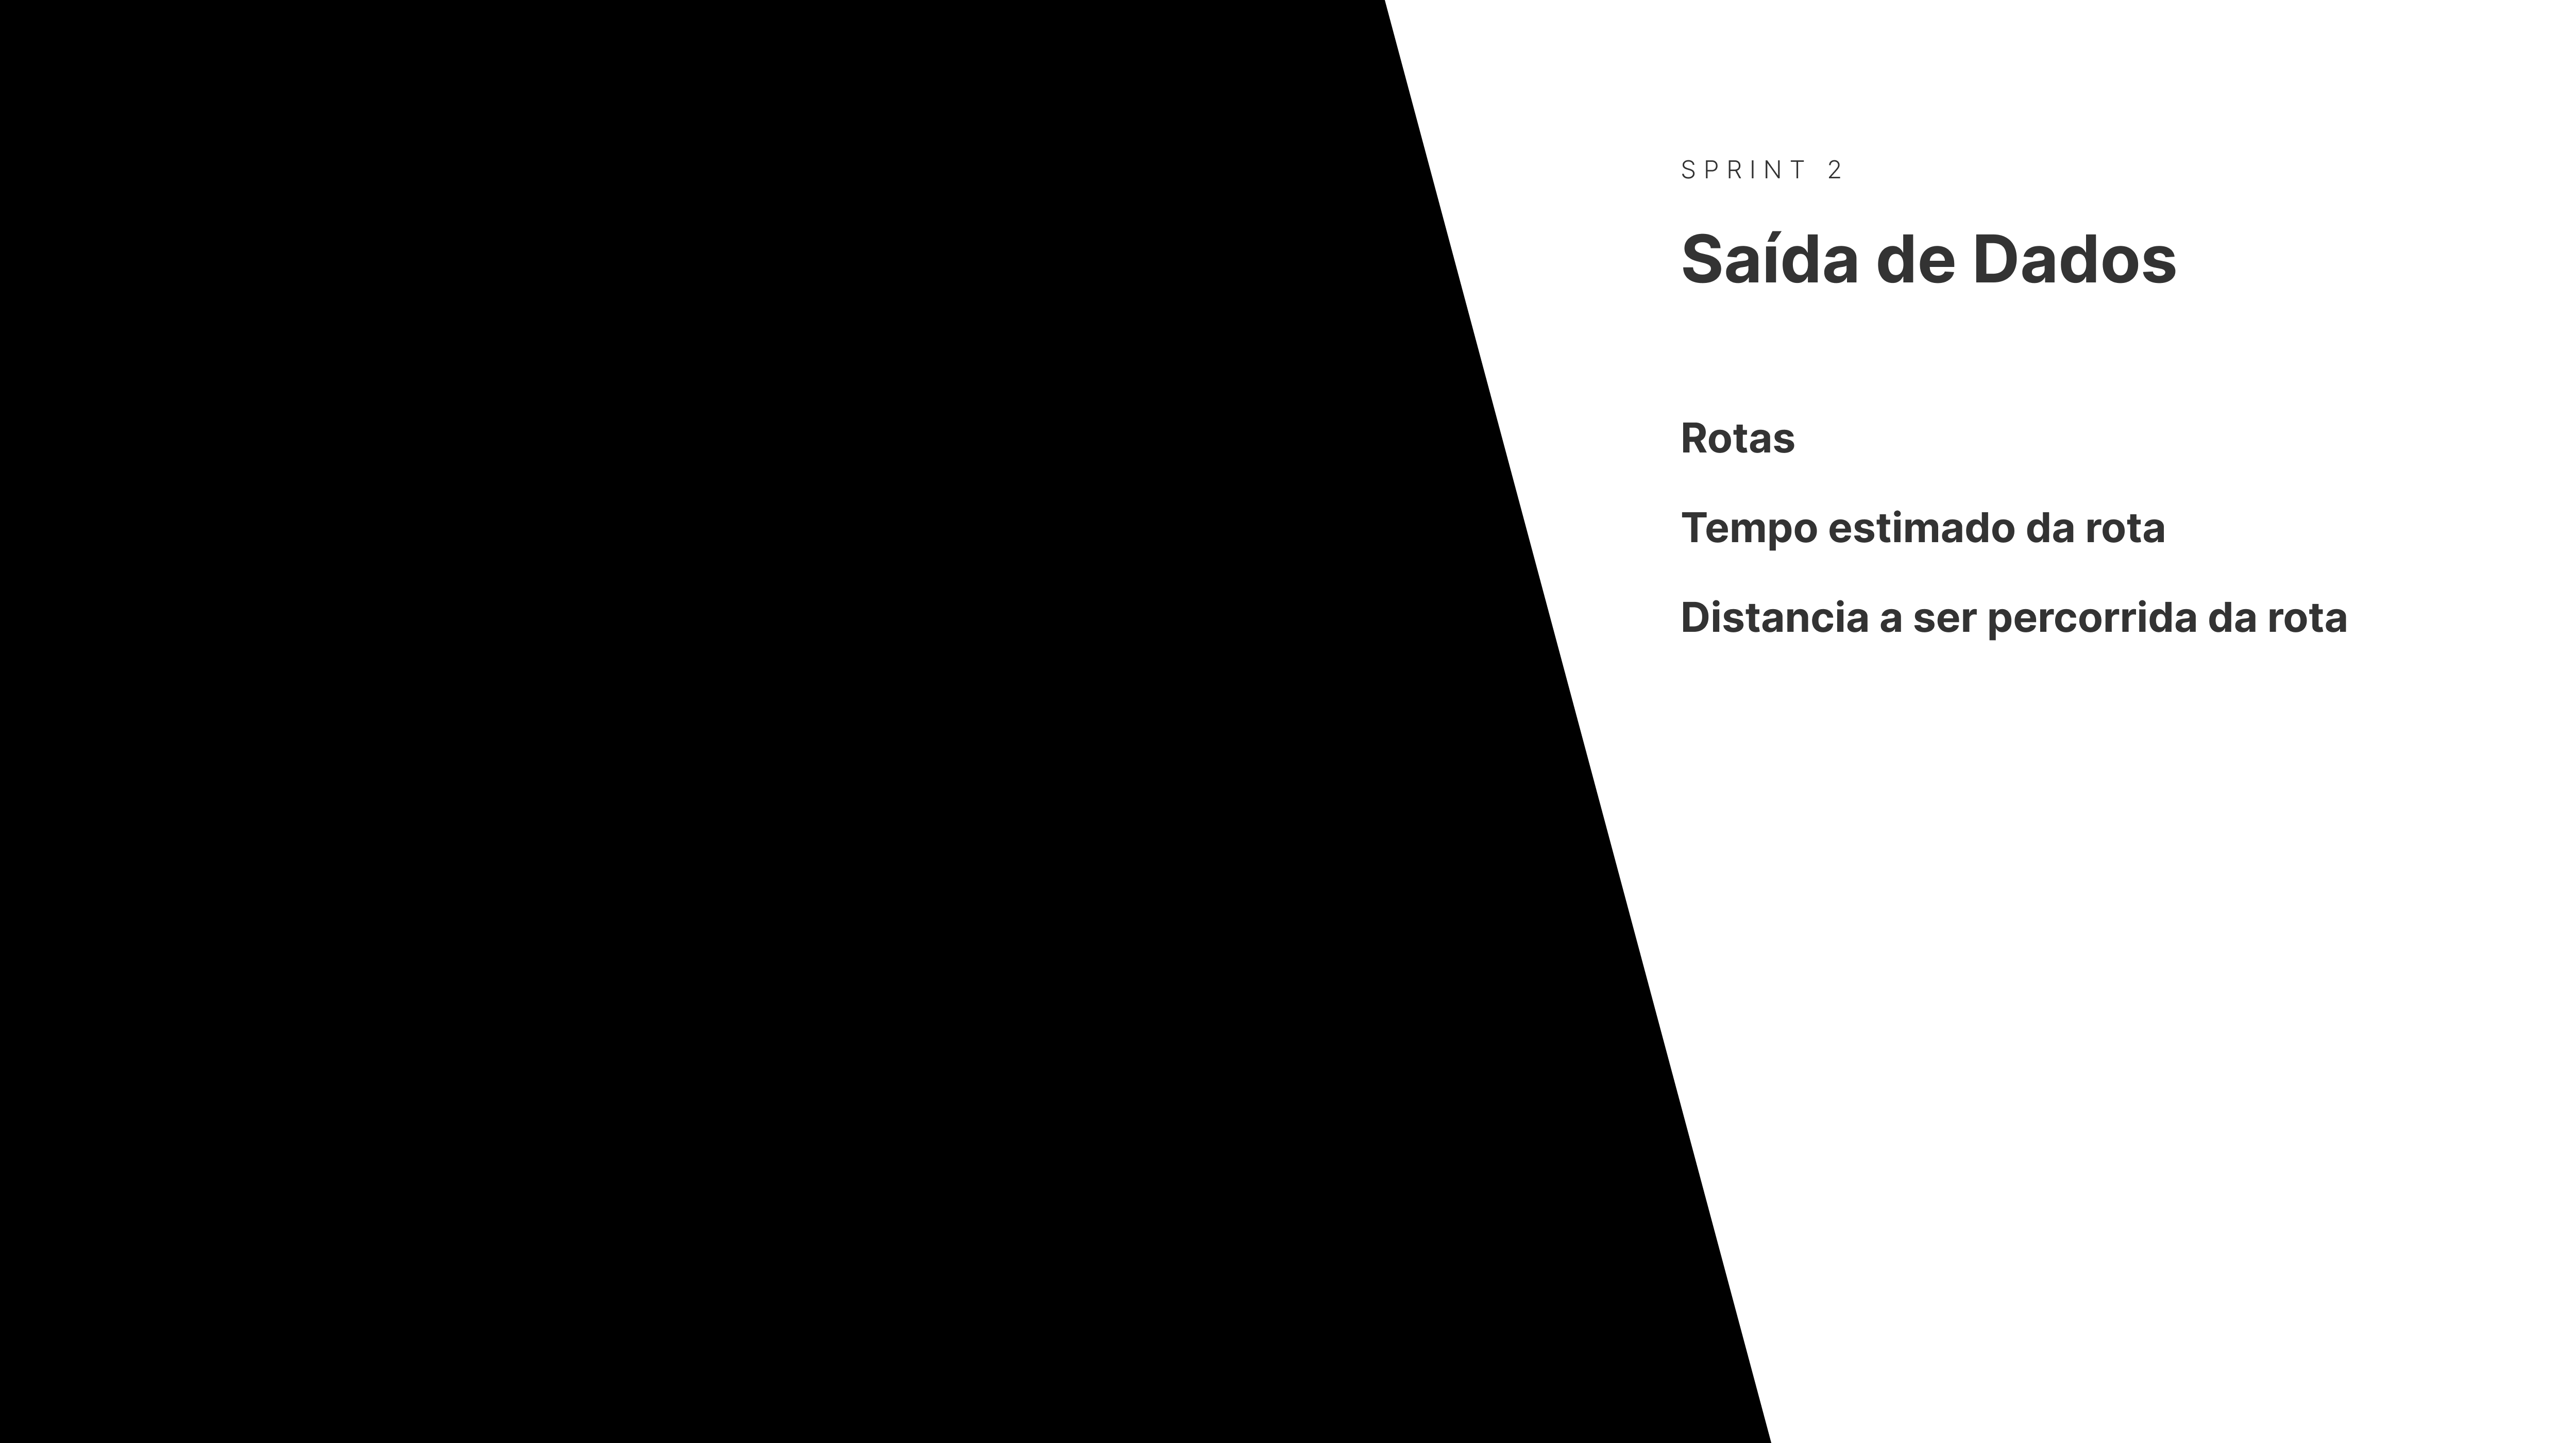 SPRINT 2
Saída de Dados
Rotas
Tempo estimado da rota
Distancia a ser percorrida da rota